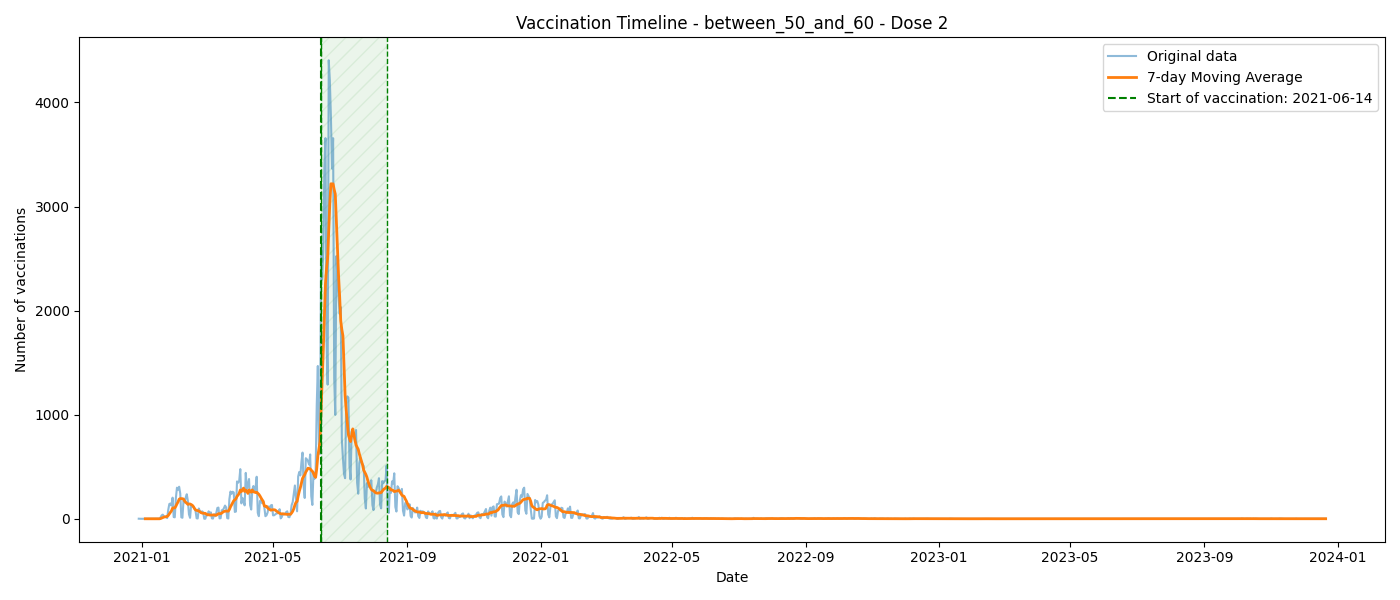 Vaccination Timeline - between_50_and_60 - Dose 2
Original data
7-day Moving Average
Start of vaccination: 2021-06-14
Number of vaccinations
4000
3000
2000
1000
0
2021-01 2021-05 2021-09 2022-01 2022-05 2022-09 2023-01 2023-05 2023-09 2024-01
Date